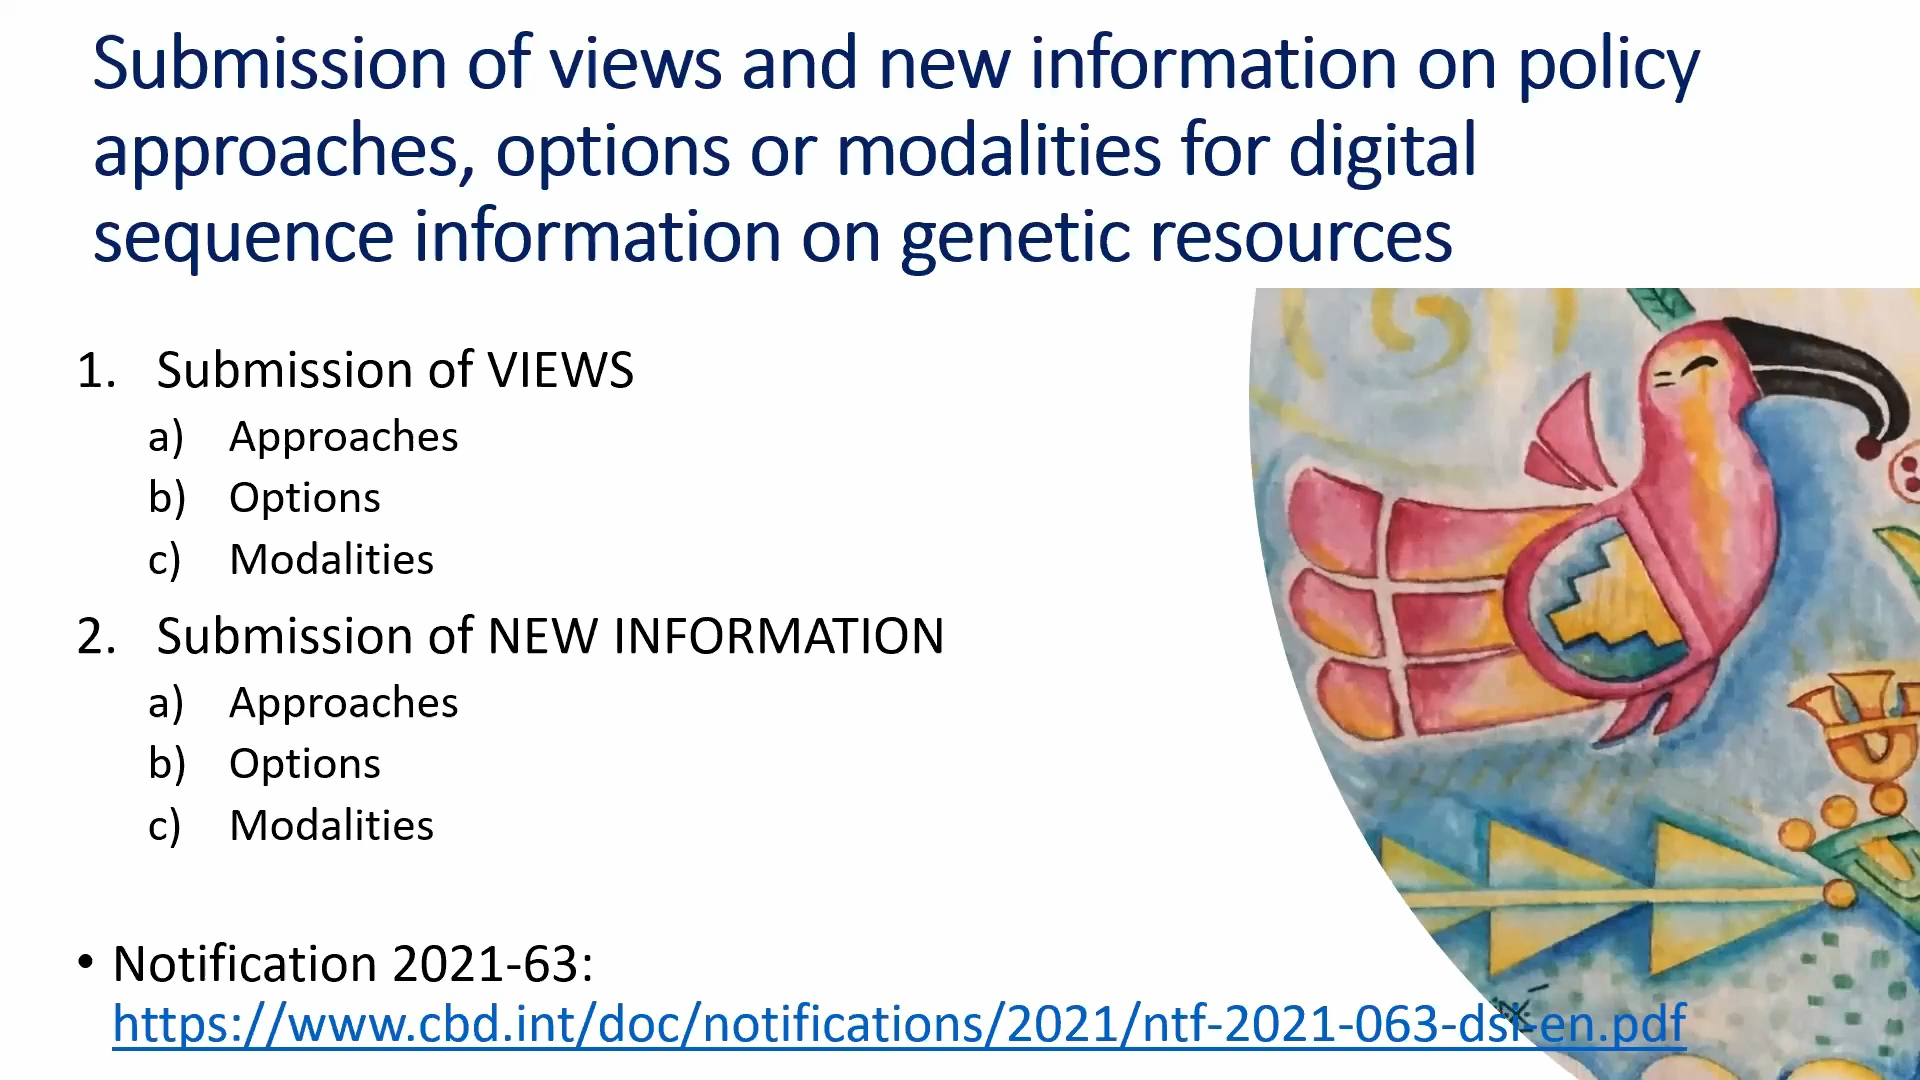 Submission of views and new information on policy
approaches, options or modalities for digital
sequence information on genetic resources
1. Submission of VIEWS
a) Approaches
b) Options
c) Modalities
2. Submission of NEW INFORMATION
a) Approaches
b) Options
c) Modalities
• Notification 2021-63:
https://www.cbd.int/doc/notifications/2021/ntf-2021-063-dsi-en.pdf